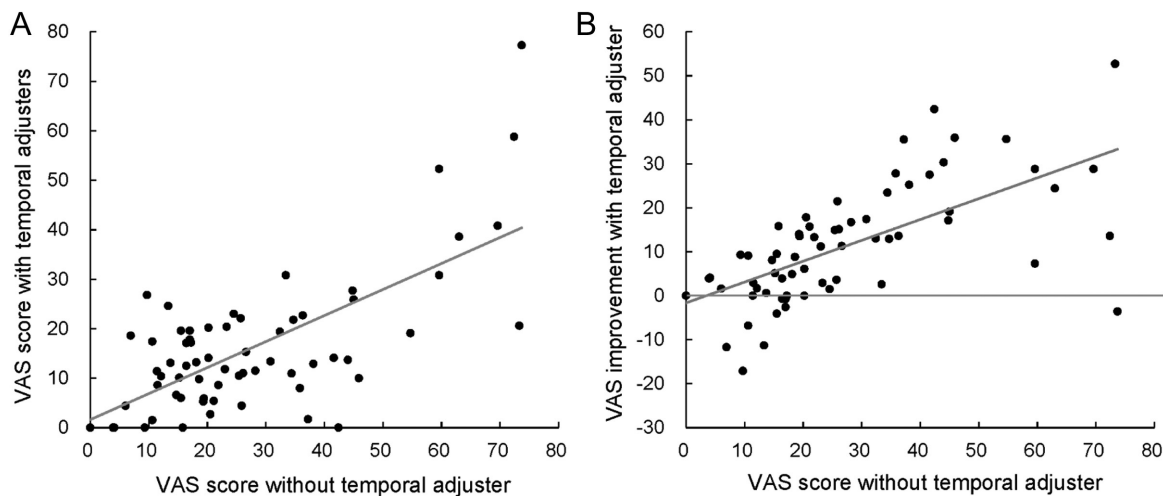 A
VAS score with temporal adjusters
80
70
60
50
40
30
20
10
0
0 10 20 30 40 50 60 70 80
VAS score without temporal adjuster
B
VAS improvement with temporal adjuster
60
50
40
30
20
10
0
-10
-20
-30
0 10 20 30 40 50 60 70 80
VAS score without temporal adjuster